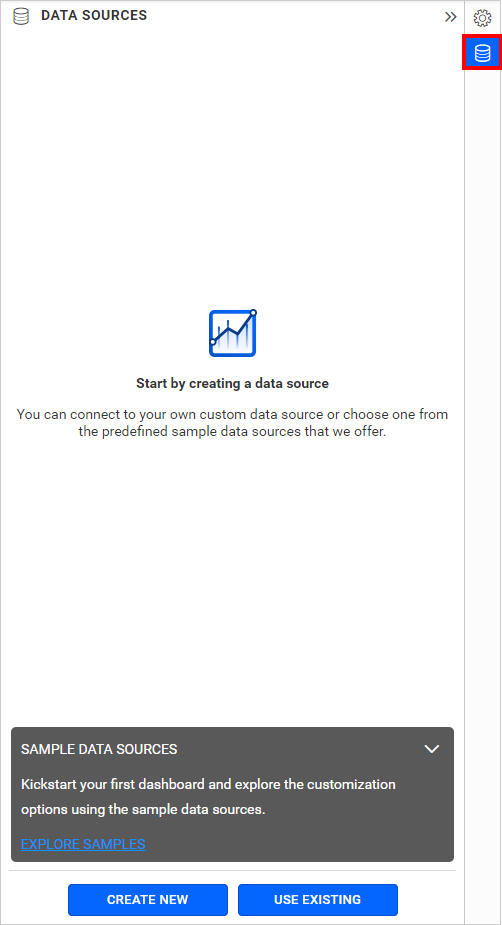 DATA SOURCES
Start by creating a data source
You can connect to your own custom data source or choose one from
the predefined sample data sources that we offer.
SAMPLE DATA SOURCES
Kickstart your first dashboard and explore the customization
options using the sample data sources.
EXPLORE SAMPLES
CREATE NEW
USE EXISTING